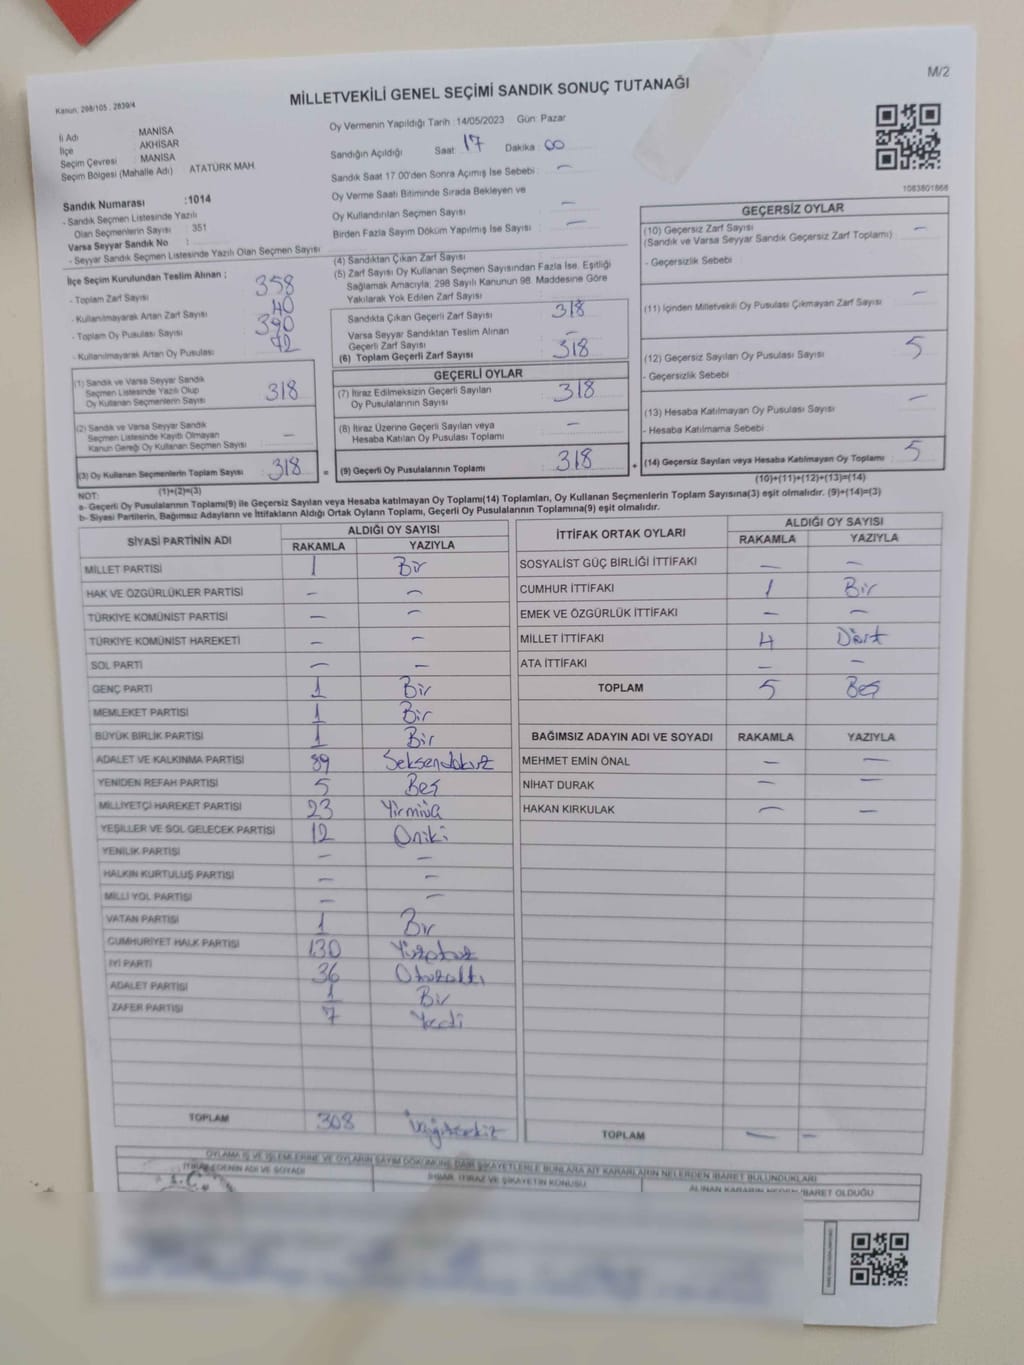 M/2
Kanun: 298/105 , 2839/4
MİLLETVEKİLİ GENEL SEÇİMİ SANDIK SONUÇ TUTANAĞI
İl Adı : MANİSA
İlçe : AKHİSAR
Seçim Çevresi : MANİSA
Seçim Bölgesi (Mahalle Adı) : ATATÜRK MAH
Sandık Numarası :1014
- Sandık Seçmen Listesinde Yazılı
Olan Seçmenlerin Sayısı : 351
Varsa Seyyar Sandık No :
- Seyyar Sandık Seçmen Listesinde Yazılı Olan Seçmen Sayısı
Oy Vermenin Yapıldığı Tarih :14/05/2023 Gün: Pazar
Sandığın Açıldığı Saat: 17 Dakika: 00
Sandık Saat 17:00'den Sonra Açımış İse Sebebi : –
Oy Verme Saati Bitiminde Sırada Bekleyen ve
Oy Kullandırılan Seçmen Sayısı –
Birden Fazla Sayım Döküm Yapılmış İse Sayısı : –
1083801868
İlçe Seçim Kurulundan Teslim Alınan :
- Toplam Zarf Sayısı 358
- Kullanılmayarak Artan Zarf Sayısı 40
- Toplam Oy Pusulası Sayısı 390
- Kullanılmayarak Artan Oy Pusulası 72
(1) Sandık ve Varsa Seyyar Sandık
Seçmen Listesinde Yazılı Olup
Oy Kullanan Seçmenlerin Sayısı 318
(2) Sandık ve Varsa Seyyar Sandık
Seçmen Listesinde Kayıtlı Olmayan
Kanun Gereği Oy Kullanan Seçmen Sayısı –
(3) Oy Kullanan Seçmenlerin Toplam Sayısı 318 =
(1)+(2)=(3)
(4) Sandıktan Çıkan Zarf Sayısı
(5) Zarf Sayısı Oy Kullanan Seçmen Sayısından Fazla İse, Eşitliği
Sağlamak Amacıyla; 298 Sayılı Kanunun 98. Maddesine Göre
Yakılarak Yok Edilen Zarf Sayısı
Sandıkta Çıkan Geçerli Zarf Sayısı 318
Varsa Seyyar Sandıktan Teslim Alınan
Geçerli Zarf Sayısı –
(6) Toplam Geçerli Zarf Sayısı 318
GEÇERLİ OYLAR
(7) İtiraz Edilmeksizin Geçerli Sayılan
Oy Pusulalarının Sayısı 318
(8) İtiraz Üzerine Geçerli Sayılan veya
Hesaba Katılan Oy Pusulası Toplamı –
(9) Geçerli Oy Pusulalarının Toplamı 318 +
GEÇERSİZ OYLAR
(10) Geçersiz Zarf Sayısı –
(Sandık ve Varsa Seyyar Sandık Geçersiz Zarf Toplamı)
- Geçersizlik Sebebi :
(11) İçinden Milletvekili Oy Pusulası Çıkmayan Zarf Sayısı –
(12) Geçersiz Sayılan Oy Pusulası Sayısı 5
- Geçersizlik Sebebi :
(13) Hesaba Katılmayan Oy Pusulası Sayısı –
- Hesaba Katılmama Sebebi
(14) Geçersiz Sayılan veya Hesaba Katılmayan Oy Toplamı 5
(10)+(11)+(12)+(13)=(14)
NOT:
a- Geçerli Oy Pusulalarının Toplamı(9) ile Geçersiz Sayılan veya Hesaba katılmayan Oy Toplamı(14) Toplamları, Oy Kullanan Seçmenlerin Toplam Sayısına(3) eşit olmalıdır. (9)+(14)=(3)
b- Siyasi Partilerin, Bağımsız Adayların ve İttifakların Aldığı Ortak Oyların Toplamı, Geçerli Oy Pusulalarının Toplamına(9) eşit olmalıdır.
SİYASİ PARTİNİN ADI ALDIĞI OY SAYISI
RAKAMLA YAZIYLA
MİLLET PARTİSİ 1 Bir
HAK VE ÖZGÜRLÜKLER PARTİSİ – –
TÜRKİYE KOMÜNİST PARTİSİ – –
TÜRKİYE KOMÜNİST HAREKETİ – –
SOL PARTİ – –
GENÇ PARTİ 1 Bir
MEMLEKET PARTİSİ 1 Bir
BÜYÜK BİRLİK PARTİSİ 1 Bir
ADALET VE KALKINMA PARTİSİ 89 Seksendokuz
YENİDEN REFAH PARTİSİ 5 Beş
MİLLİYETÇİ HAREKET PARTİSİ 23 Yirmiüç
YEŞİLLER VE SOL GELECEK PARTİSİ 12 Oniki
YENİLİK PARTİSİ – –
HALKIN KURTULUŞ PARTİSİ – –
MİLLİ YOL PARTİSİ – –
VATAN PARTİSİ 1 Bir
CUMHURİYET HALK PARTİSİ 130 Yüzotuz
İYİ PARTİ 36 Otuzaltı
ADALET PARTİSİ 1 Bir
ZAFER PARTİSİ 7 Yedi
TOPLAM 308 Üçyüzsekiz
İTTİFAK ORTAK OYLARI ALDIĞI OY SAYISI
RAKAMLA YAZIYLA
SOSYALİST GÜÇ BİRLİĞİ İTTİFAKI – –
CUMHUR İTTİFAKI 1 Bir
EMEK VE ÖZGÜRLÜK İTTİFAKI – –
MİLLET İTTİFAKI 4 Dört
ATA İTTİFAKI – –
TOPLAM 5 Beş
BAĞIMSIZ ADAYIN ADI VE SOYADI RAKAMLA YAZIYLA
MEHMET EMİN ÖNAL – –
NİHAT DURAK – –
HAKAN KIRKULAK – –
TOPLAM – –
OYLAMA İŞ VE İŞLEMLERİNE VE OYLARIN SAYIM DÖKÜMÜNE DAİR ŞİKAYETLERLE BUNLARA AİT KARARLARIN NELERDEN İBARET BULUNDUKLARI
İTİRAZ EDENİN ADI VE SOYADI İHBAR, İTİRAZ VE ŞİKAYETİN KONUSU ALINAN KARARIN NEDEN İBARET OLDUĞU
T.C.